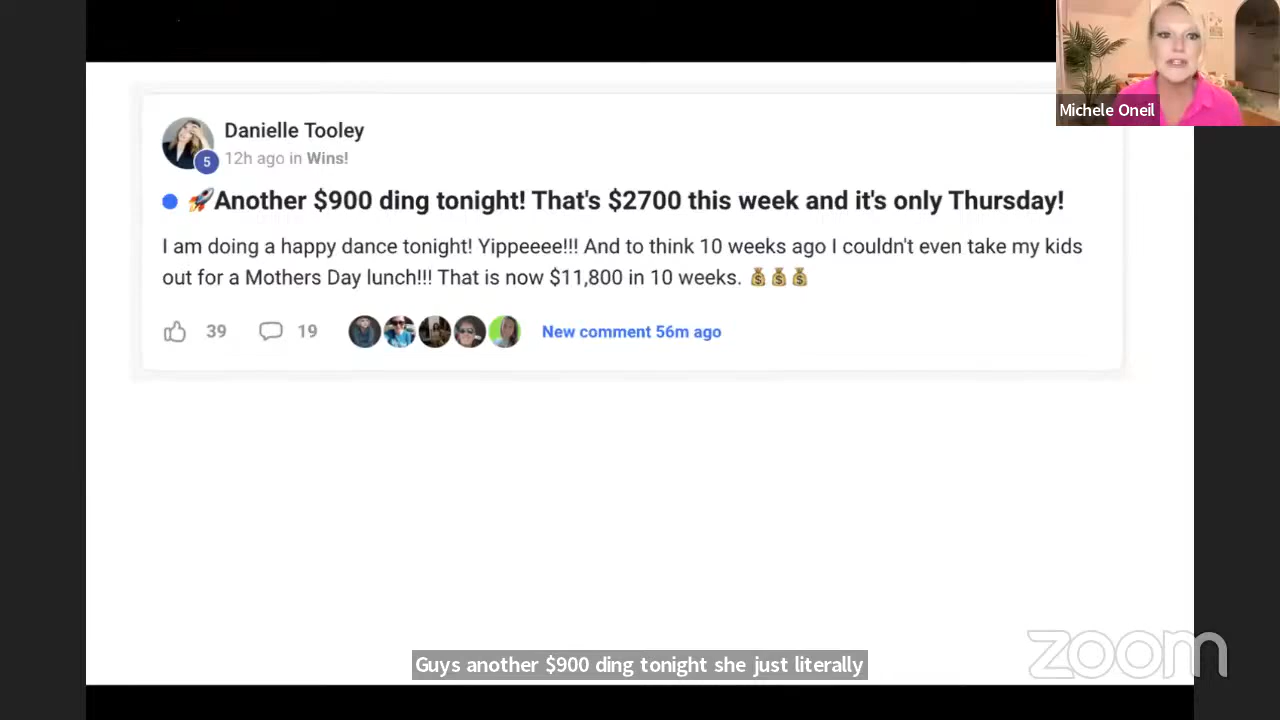 Michele Oneil
Danielle Tooley
5
12h ago in Wins!
🚀Another $900 ding tonight! That's $2700 this week and it's only Thursday!
I am doing a happy dance tonight! Yippeeee!!! And to think 10 weeks ago I couldn't even take my kids
out for a Mothers Day lunch!!! That is now $11,800 in 10 weeks. 💰💰💰
39 19 New comment 56m ago
Guys another $900 ding tonight she just literally
zoom